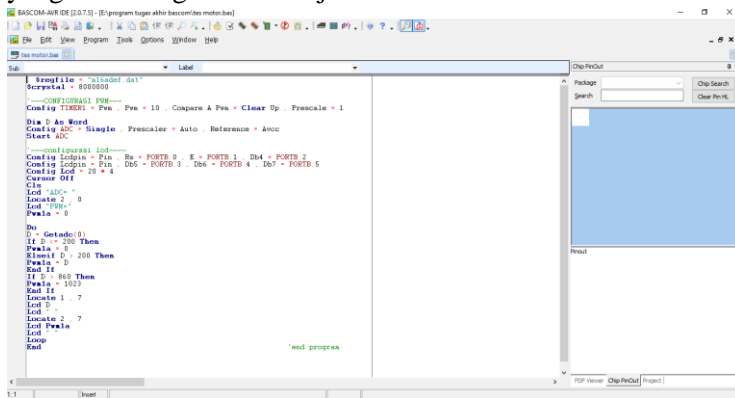 BASCOM-AVR IDE [2.0.7.5] - [E:\program tugas akhir bascom\tes motor.bas]
File Edit View Program Tools Options Window Help
tes motor.bas
Sub Label
$regfile = "m16adef.dat"
$crystal = 8000000
'---CONFIGURASI PWM---
Config TIMER1 = Pwm , Pwm = 10 , Compare A Pwm = Clear Up , Prescale = 1
Dim D As Word
Config ADC = Single , Prescaler = Auto , Reference = Avcc
Start ADC
'---configurasi lcd----
Config Lcdpin = Pin , Rs = PORTB.0 , E = PORTB.1 , Db4 = PORTB.2
Config Lcdpin = Pin , Db5 = PORTB.3 , Db6 = PORTB.4 , Db7 = PORTB.5
Config Lcd = 20 * 4
Cursor Off
Cls
Lcd "ADC= "
Locate 2 , 0
Lcd "PWM="
Pwm1a = 0
Do
D = Getadc(0)
If D <= 200 Then
Pwm1a = 0
Elseif D > 200 Then
Pwm1a = D
End If
If D > 860 Then
Pwm1a = 1023
End If
Locate 1 , 7
Lcd D
Lcd " "
Locate 2 , 7
Lcd Pwm1a
Lcd " "
Loop
End 'end program
Chip PinOut
Package
Chip Search
Search
Clear Pin HL
Pinout
PDF Viewer Chip PinOut Project
1:1 Insert